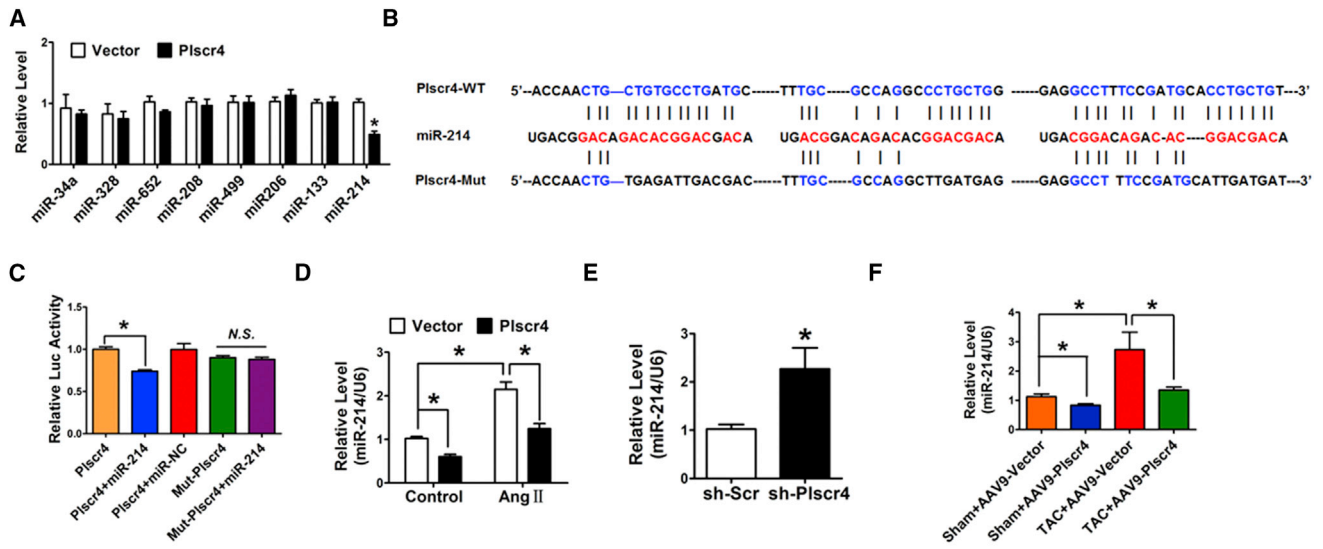 A
Relative Level
2
1
0
Vector
Plscr4
*
miR-34a
miR-328
miR-652
miR-208
miR-499
miR206
miR-133
miR-214
B
Plscr4-WT 5'--ACCAACTG—CTGTGCCTGATGC-----TTTGC----GCCAGGCCCTGCTGG -----GAGGCCTTTCCGATGCACCTGCTGT---3'
miR-214 UGACGGACAGACACGGACGACA UGACGGACAGACACGGACGACA UGACGGACAGAC-AC----GGACGACA
Plscr4-Mut 5'--ACCAACTG—TGAGATTGACGAC------TTTGC---GCCAGGCTTGATGAG ------GAGGCCT TTCCGATGCATTGATGAT---3'
C
Relative Luc Activity
1.5
1.0
0.5
0.0
*
N.S.
Plscr4
Plscr4+miR-214
Plscr4+miR-NC
Mut-Plscr4
Mut-Plscr4+miR-214
D
Vector
Plscr4
Relative Level
(miR-214/U6)
3
2
1
0
*
*
*
Control
Ang II
E
Relative Level
(miR-214/U6)
3
2
1
0
*
sh-Scr
sh-Plscr4
F
Relative Level
(miR-214/U6)
4
3
2
1
0
*
*
*
Sham+AAV9-Vector
Sham+AAV9-Plscr4
TAC+AAV9-Vector
TAC+AAV9-Plscr4